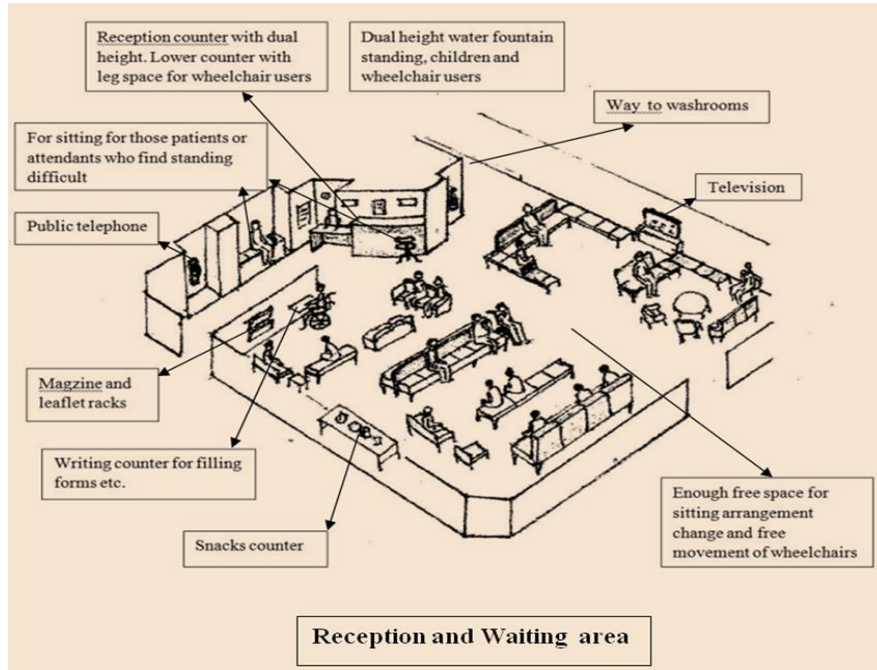 Reception counter with dual
height. Lower counter with
leg space for wheelchair users
Dual height water fountain
standing, children and
wheelchair users
Way to washrooms
For sitting for those patients or
attendants who find standing
difficult
Television
Public telephone
Magzine and
leaflet racks
Writing counter for filling
forms etc.
Enough free space for
sitting arrangement
change and free
movement of wheelchairs
Snacks counter
Reception and Waiting area